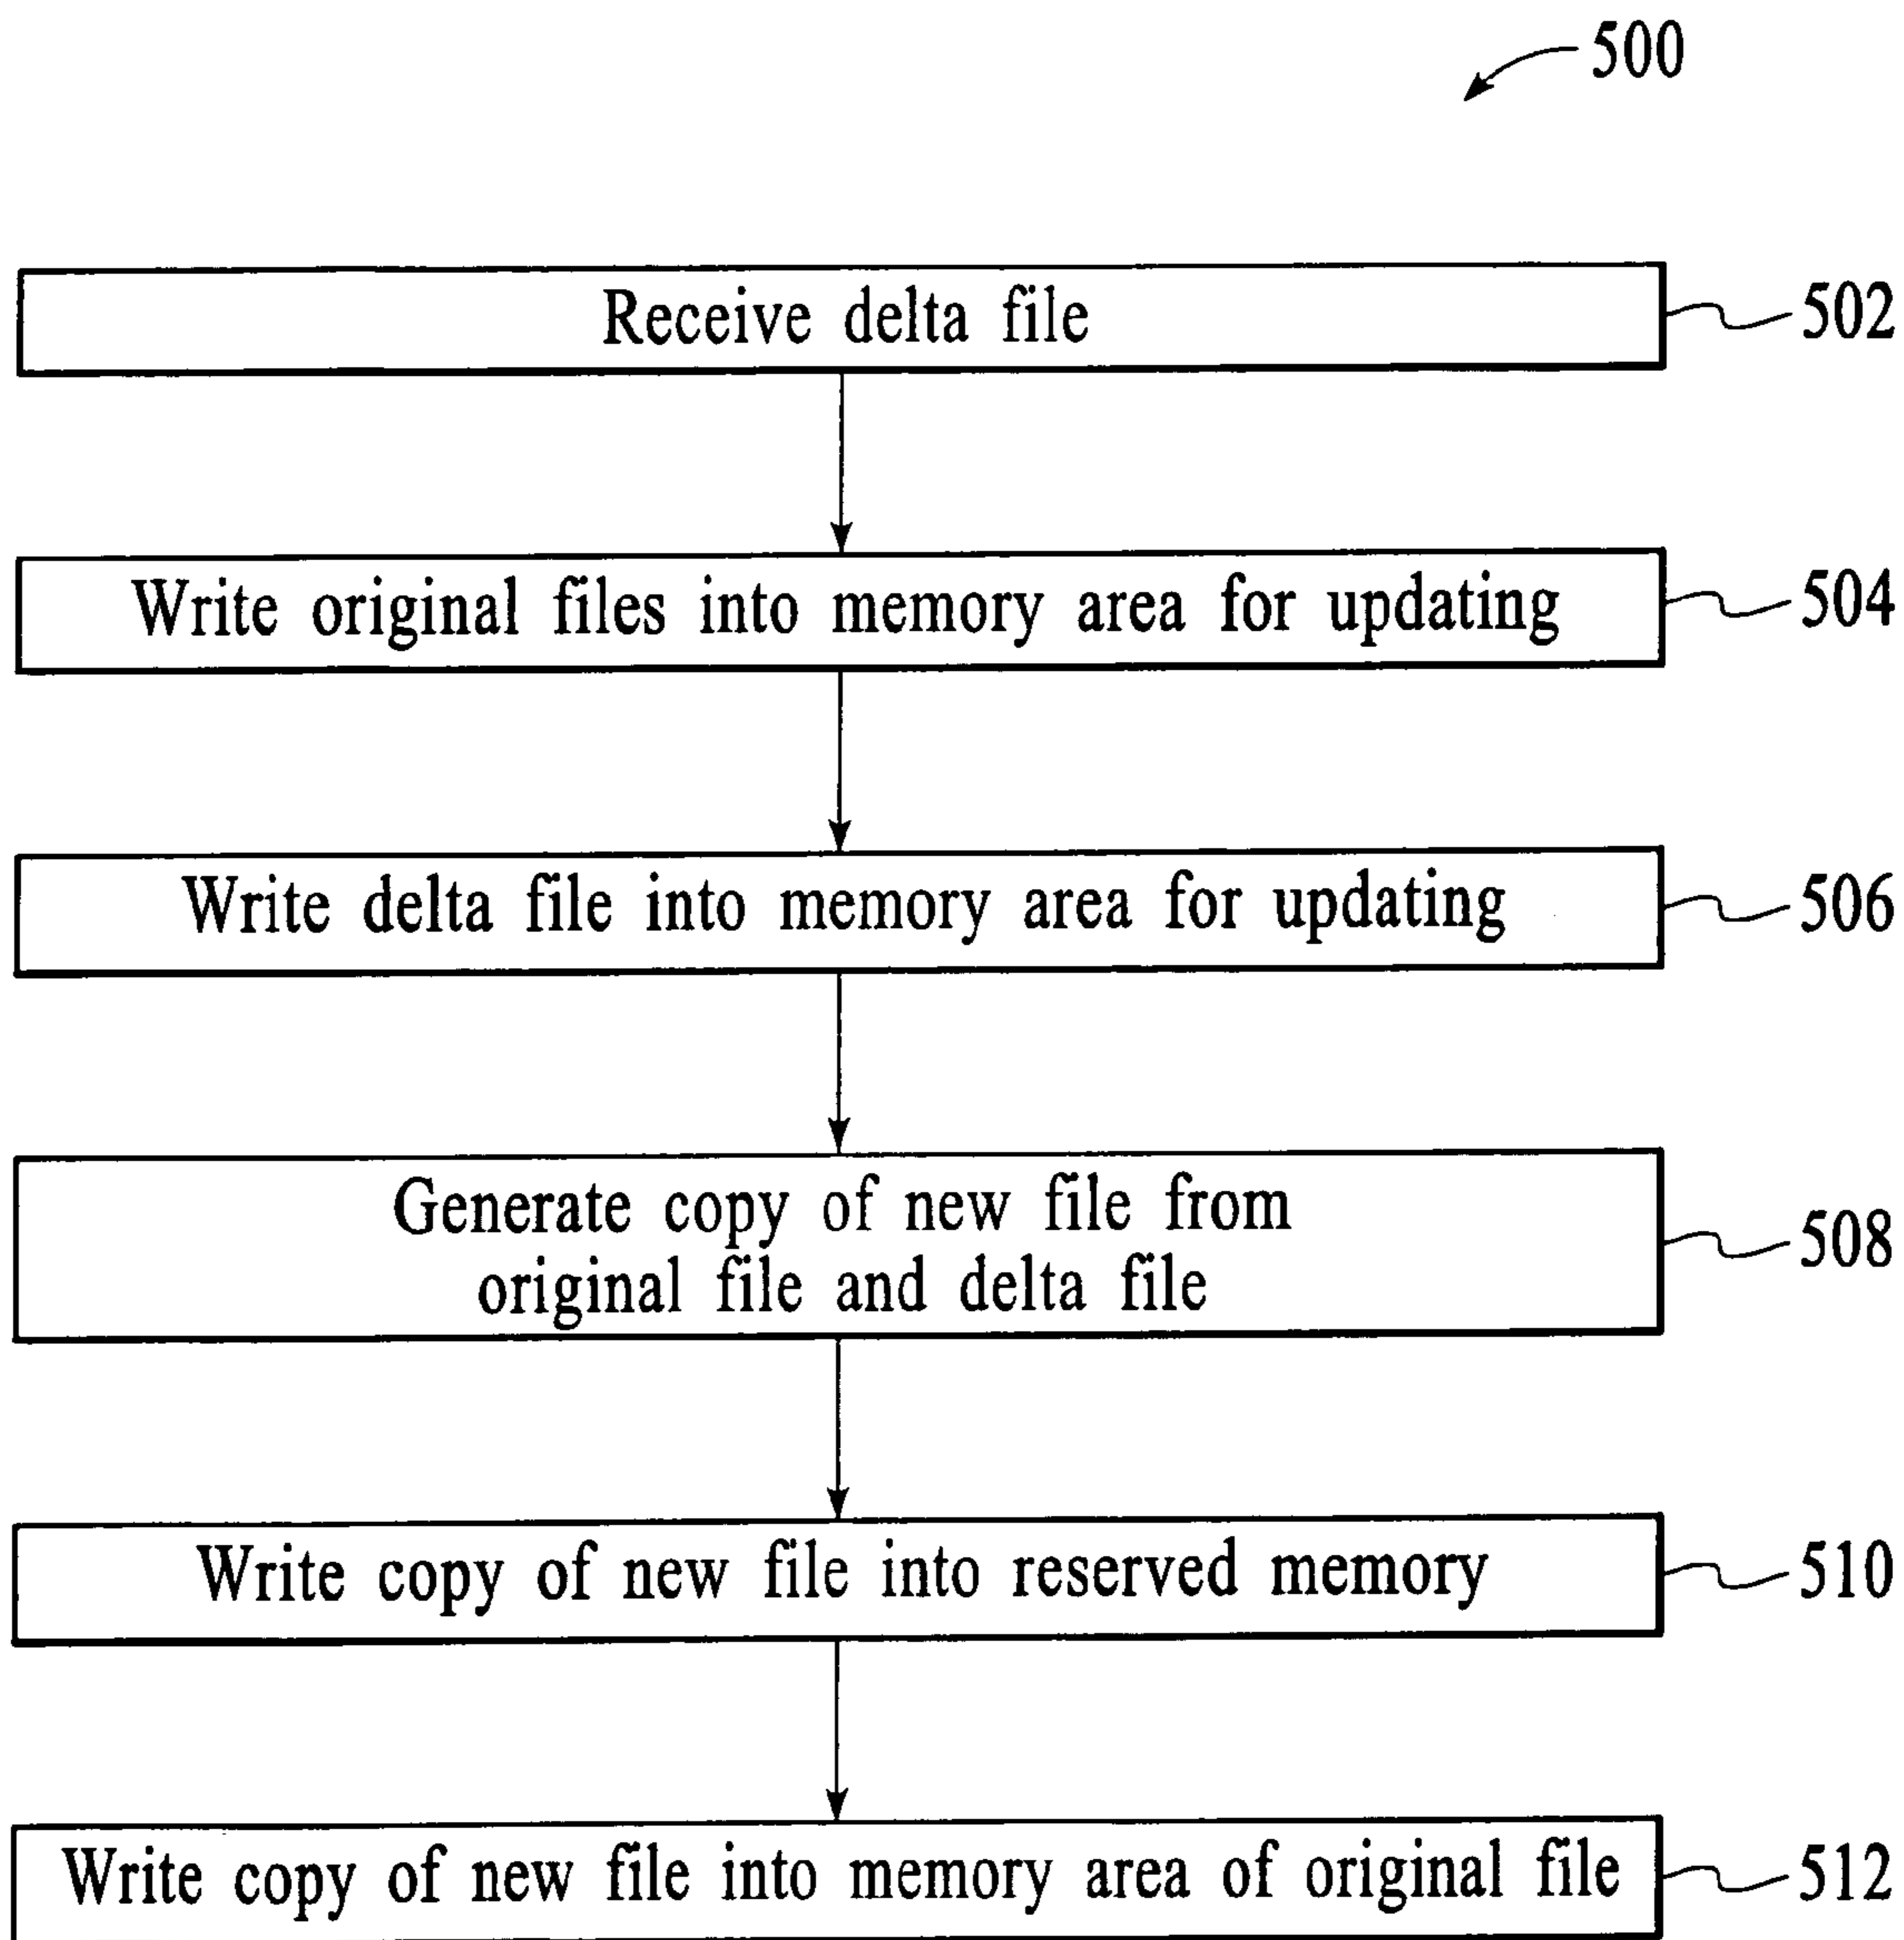 500
Receive delta file
502
Write original files into memory area for updating
504
Write delta file into memory area for updating
506
Generate copy of new file from
original file and delta file
508
Write copy of new file into reserved memory
510
Write copy of new file into memory area of original file
512